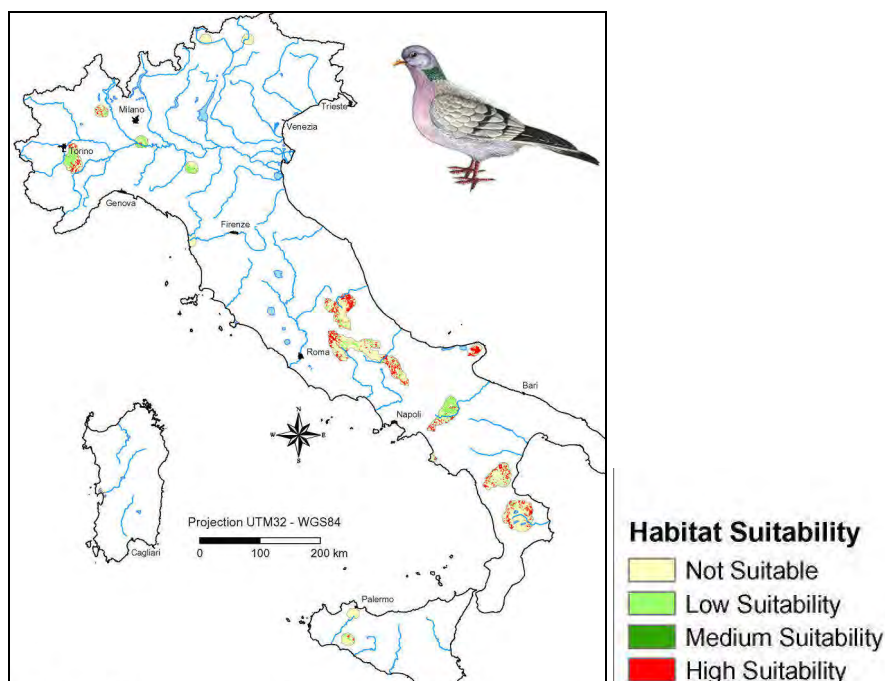 Trieste
Milano
Venezia
Torino
Genova
Firenze
Roma
Bari
Napoli
N
W
E
S
Projection UTM32 - WGS84
0 100 200 km
Cagliari
Palermo
Habitat Suitability
Not Suitable
Low Suitability
Medium Suitability
High Suitability